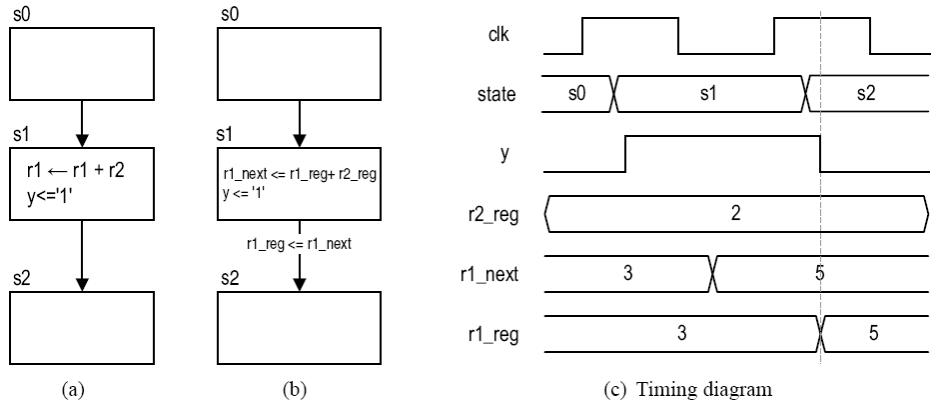 s0
s1
r1 ← r1 + r2
y<='1'
s2
(a)
s0
s1
r1_next <= r1_reg+ r2_reg
y <= '1'
r1_reg <= r1_next
s2
(b)
clk
state s0 s1 s2
y
r2_reg 2
r1_next 3 5
r1_reg 3 5
(c) Timing diagram